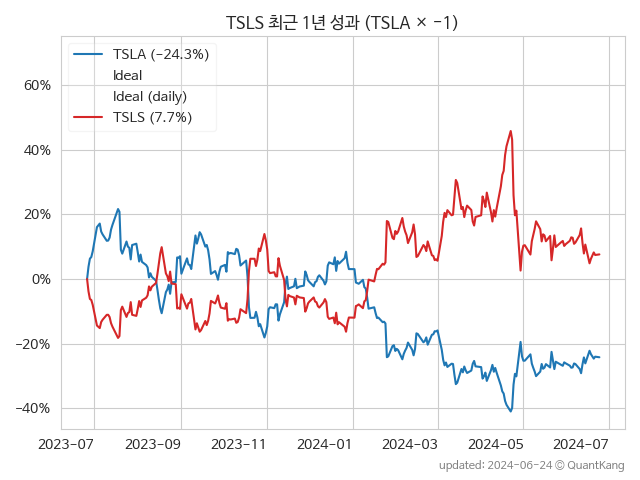 TSLS 최근 1년 성과 (TSLA × −1)
TSLA (−24.3%)
Ideal
Ideal (daily)
TSLS (7.7%)
60%
40%
20%
0%
−20%
−40%
2023-07 2023-09 2023-11 2024-01 2024-03 2024-05 2024-07
updated: 2024-06-24 © QuantKang